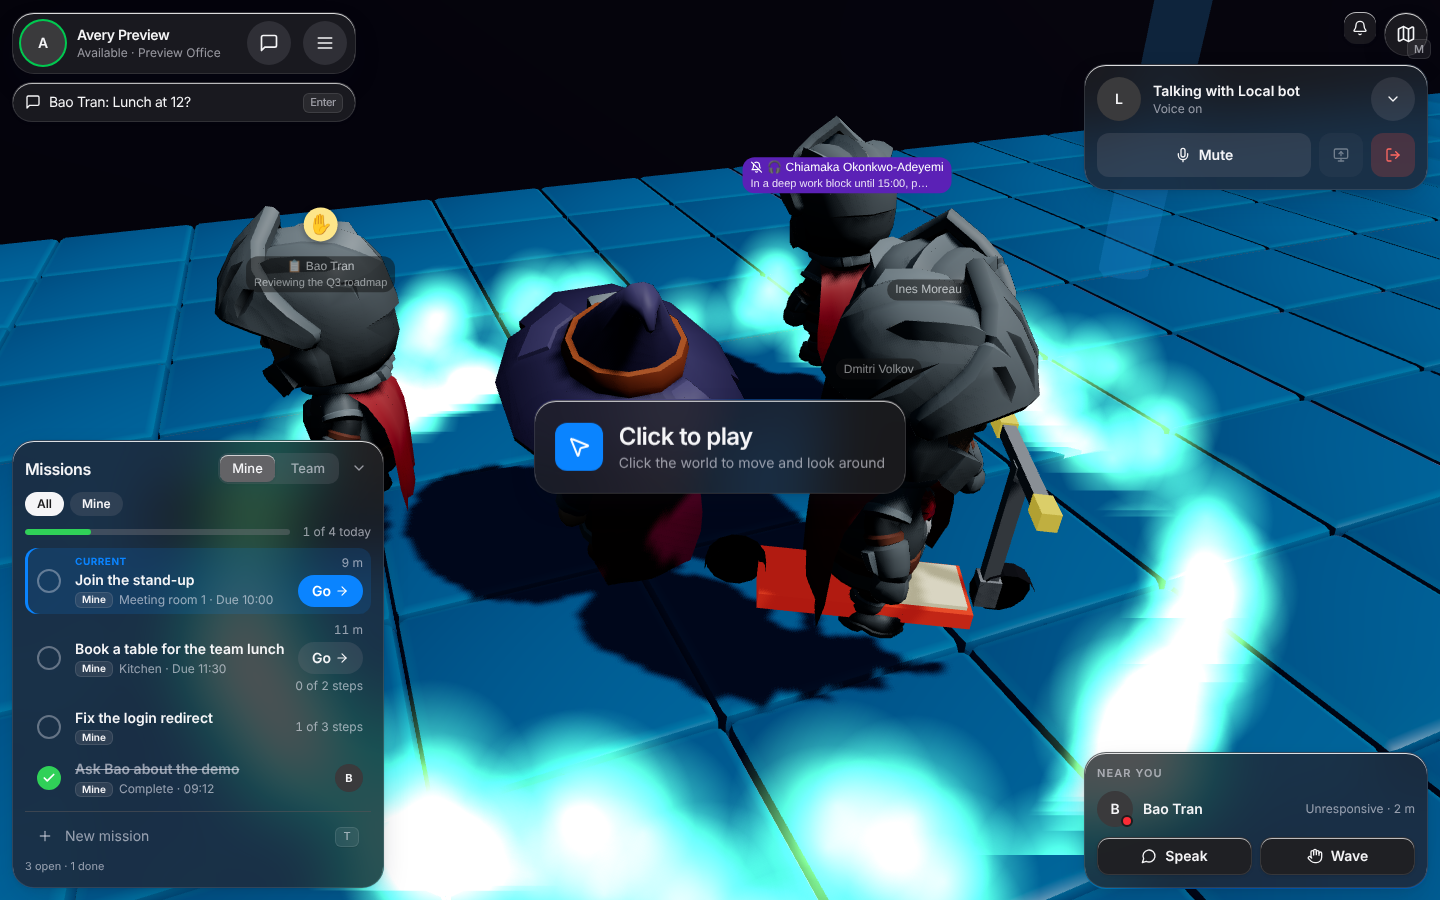 A
Avery Preview
Available · Preview Office
Bao Tran: Lunch at 12?
Enter
M
L
Talking with Local bot
Voice on
Mute
Chiamaka Okonkwo-Adeyemi
In a deep work block until 15:00, p…
Bao Tran
Reviewing the Q3 roadmap
Ines Moreau
Dmitri Volkov
Click to play
Click the world to move and look around
Missions
Mine
Team
All
Mine
1 of 4 today
CURRENT
9 m
Join the stand-up
Mine
Meeting room 1 · Due 10:00
Go
11 m
Book a table for the team lunch
Mine
Kitchen · Due 11:30
Go
0 of 2 steps
Fix the login redirect
Mine
1 of 3 steps
Ask Bao about the demo
Mine
Complete · 09:12
B
New mission
T
3 open · 1 done
NEAR YOU
B
Bao Tran
Unresponsive · 2 m
Speak
Wave